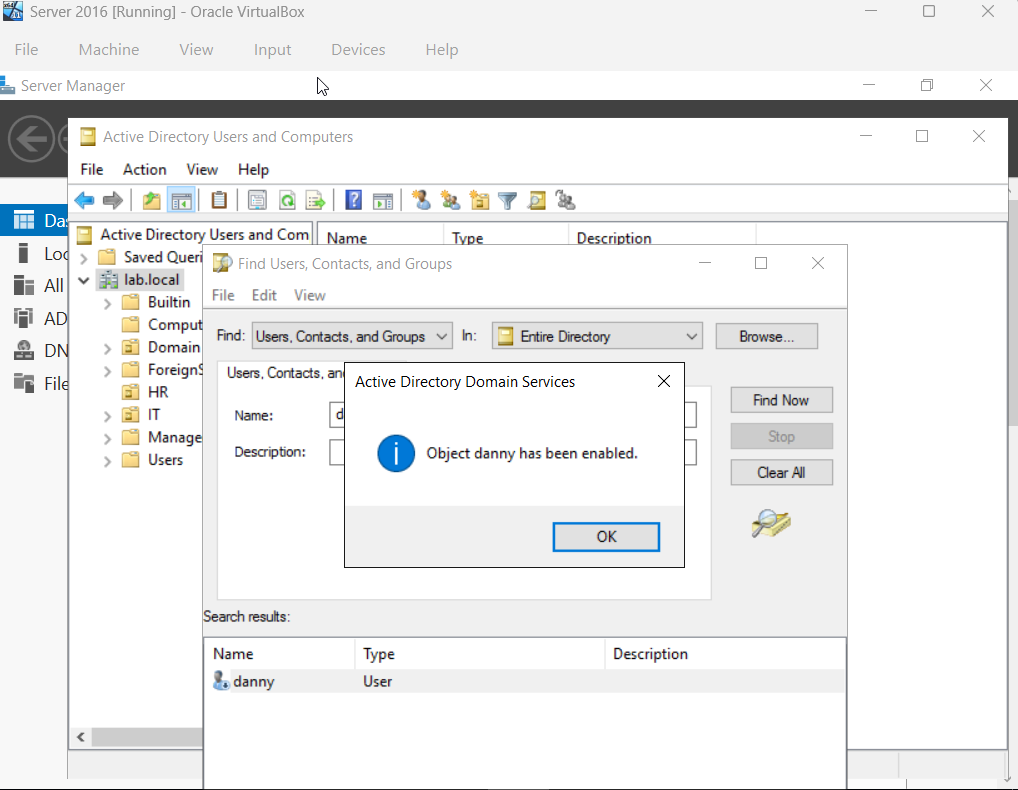 Server 2016 [Running] - Oracle VirtualBox
File Machine View Input Devices Help
Server Manager
Active Directory Users and Computers
File Action View Help
Active Directory Users and Com
Name Type Description
Saved Queri
lab.local
Builtin
Comput
Domain
ForeignS
HR
IT
Manage
Users
Da
Loc
All
AD
DN
File
Find Users, Contacts, and Groups
File Edit View
Find: Users, Contacts, and Groups In: Entire Directory Browse...
Users, Contacts, an
Name: d
Description:
Find Now
Stop
Clear All
Active Directory Domain Services
Object danny has been enabled.
OK
Search results:
Name Type Description
danny User